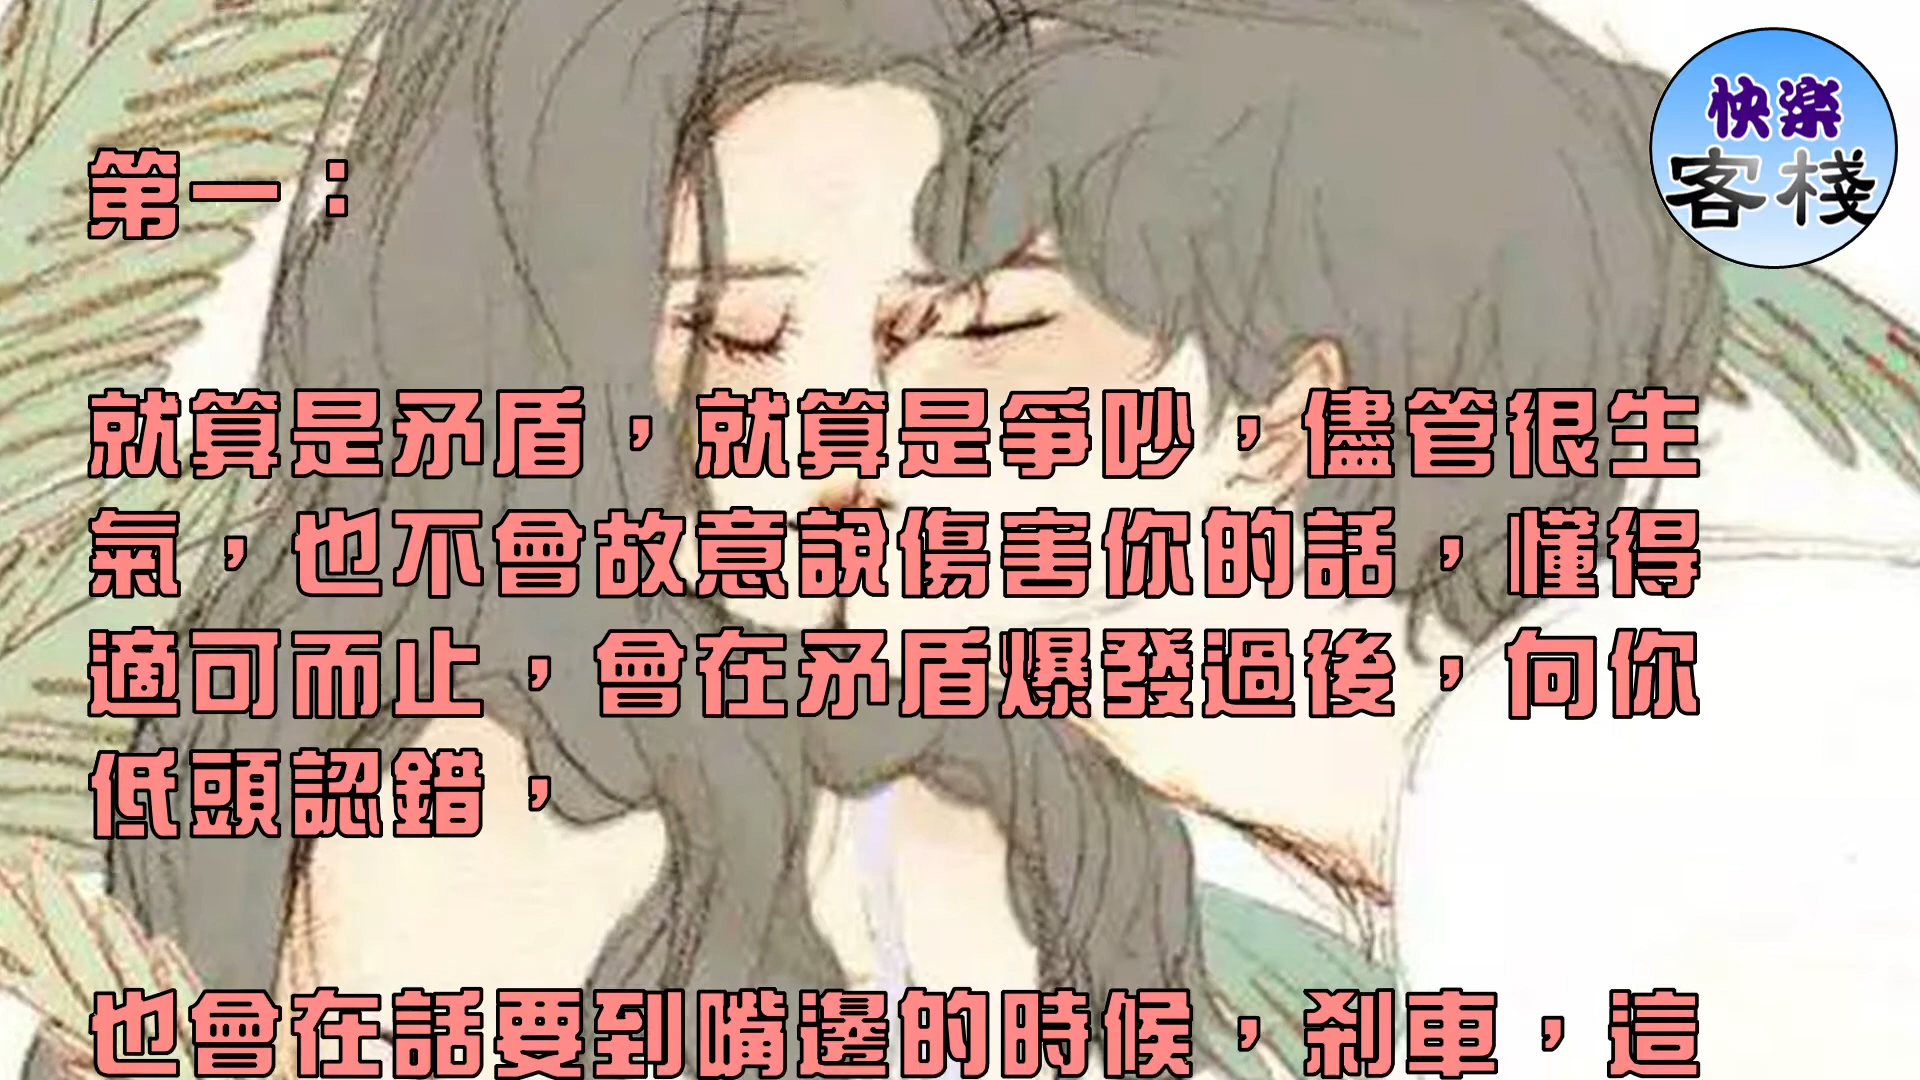 快樂
客棧
第一：
就算是矛盾，就算是爭吵，儘管很生
氣，也不會故意說傷害你的話，懂得
適可而止，會在矛盾爆發過後，向你
低頭認錯，
也會在話要到嘴邊的時候，剎車，這